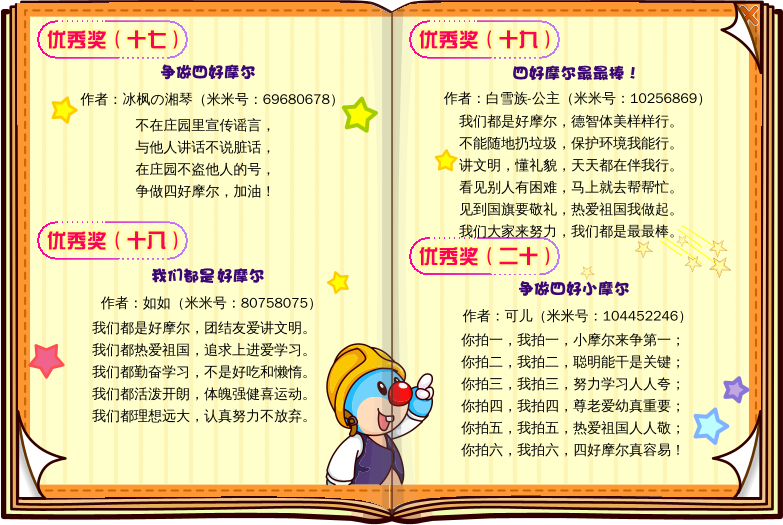 优秀奖（十七）
争做四好摩尔
作者：冰枫の湘琴（米米号：69680678）
不在庄园里宣传谣言，
与他人讲话不说脏话，
在庄园不盗他人的号，
争做四好摩尔，加油！
优秀奖（十八）
我们都是好摩尔
作者：如如（米米号：80758075）
我们都是好摩尔，团结友爱讲文明。
我们都热爱祖国，追求上进爱学习。
我们都勤奋学习，不是好吃和懒惰。
我们都活泼开朗，体魄强健喜运动。
我们都理想远大，认真努力不放弃。
优秀奖（十九）
四好摩尔最最棒！
作者：白雪族·公主（米米号：10256869）
我们都是好摩尔，德智体美样样行。
不能随地扔垃圾，保护环境我能行。
讲文明，懂礼貌，天天都在伴我行。
看见别人有困难，马上就去帮帮忙。
见到国旗要敬礼，热爱祖国我做起。
我们大家来努力，我们都是最最棒。
优秀奖（二十）
争做四好小摩尔
作者：可儿（米米号：104452246）
你拍一，我拍一，小摩尔来争第一；
你拍二，我拍二，聪明能干是关键；
你拍三，我拍三，努力学习人人夸；
你拍四，我拍四，尊老爱幼真重要；
你拍五，我拍五，热爱祖国人人敬；
你拍六，我拍六，四好摩尔真容易！